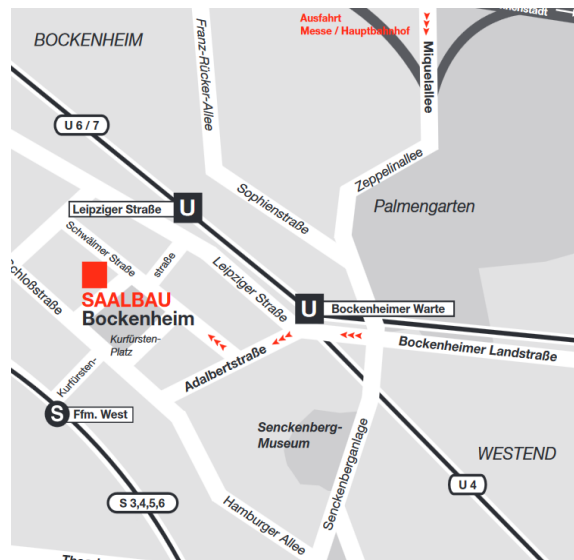 Ausfahrt
Messe / Hauptbahnhof
BOCKENHEIM
Franz-Rücker-Allee
Miquelallee
U 6 / 7
Zeppelinallee
Sophienstraße
Palmengarten
Leipziger Straße
U
Schwälmer Straße
straße
Leipziger Straße
Schloßstraße
SAALBAU
Bockenheim
Kurfürsten-
Platz
U
Bockenheimer Warte
Bockenheimer Landstraße
Adalbertstraße
Kurfürsten-
S
Ffm. West
Senckenberg-
Museum
Senckenberganlage
WESTEND
U 4
S 3,4,5,6
Hamburger Allee